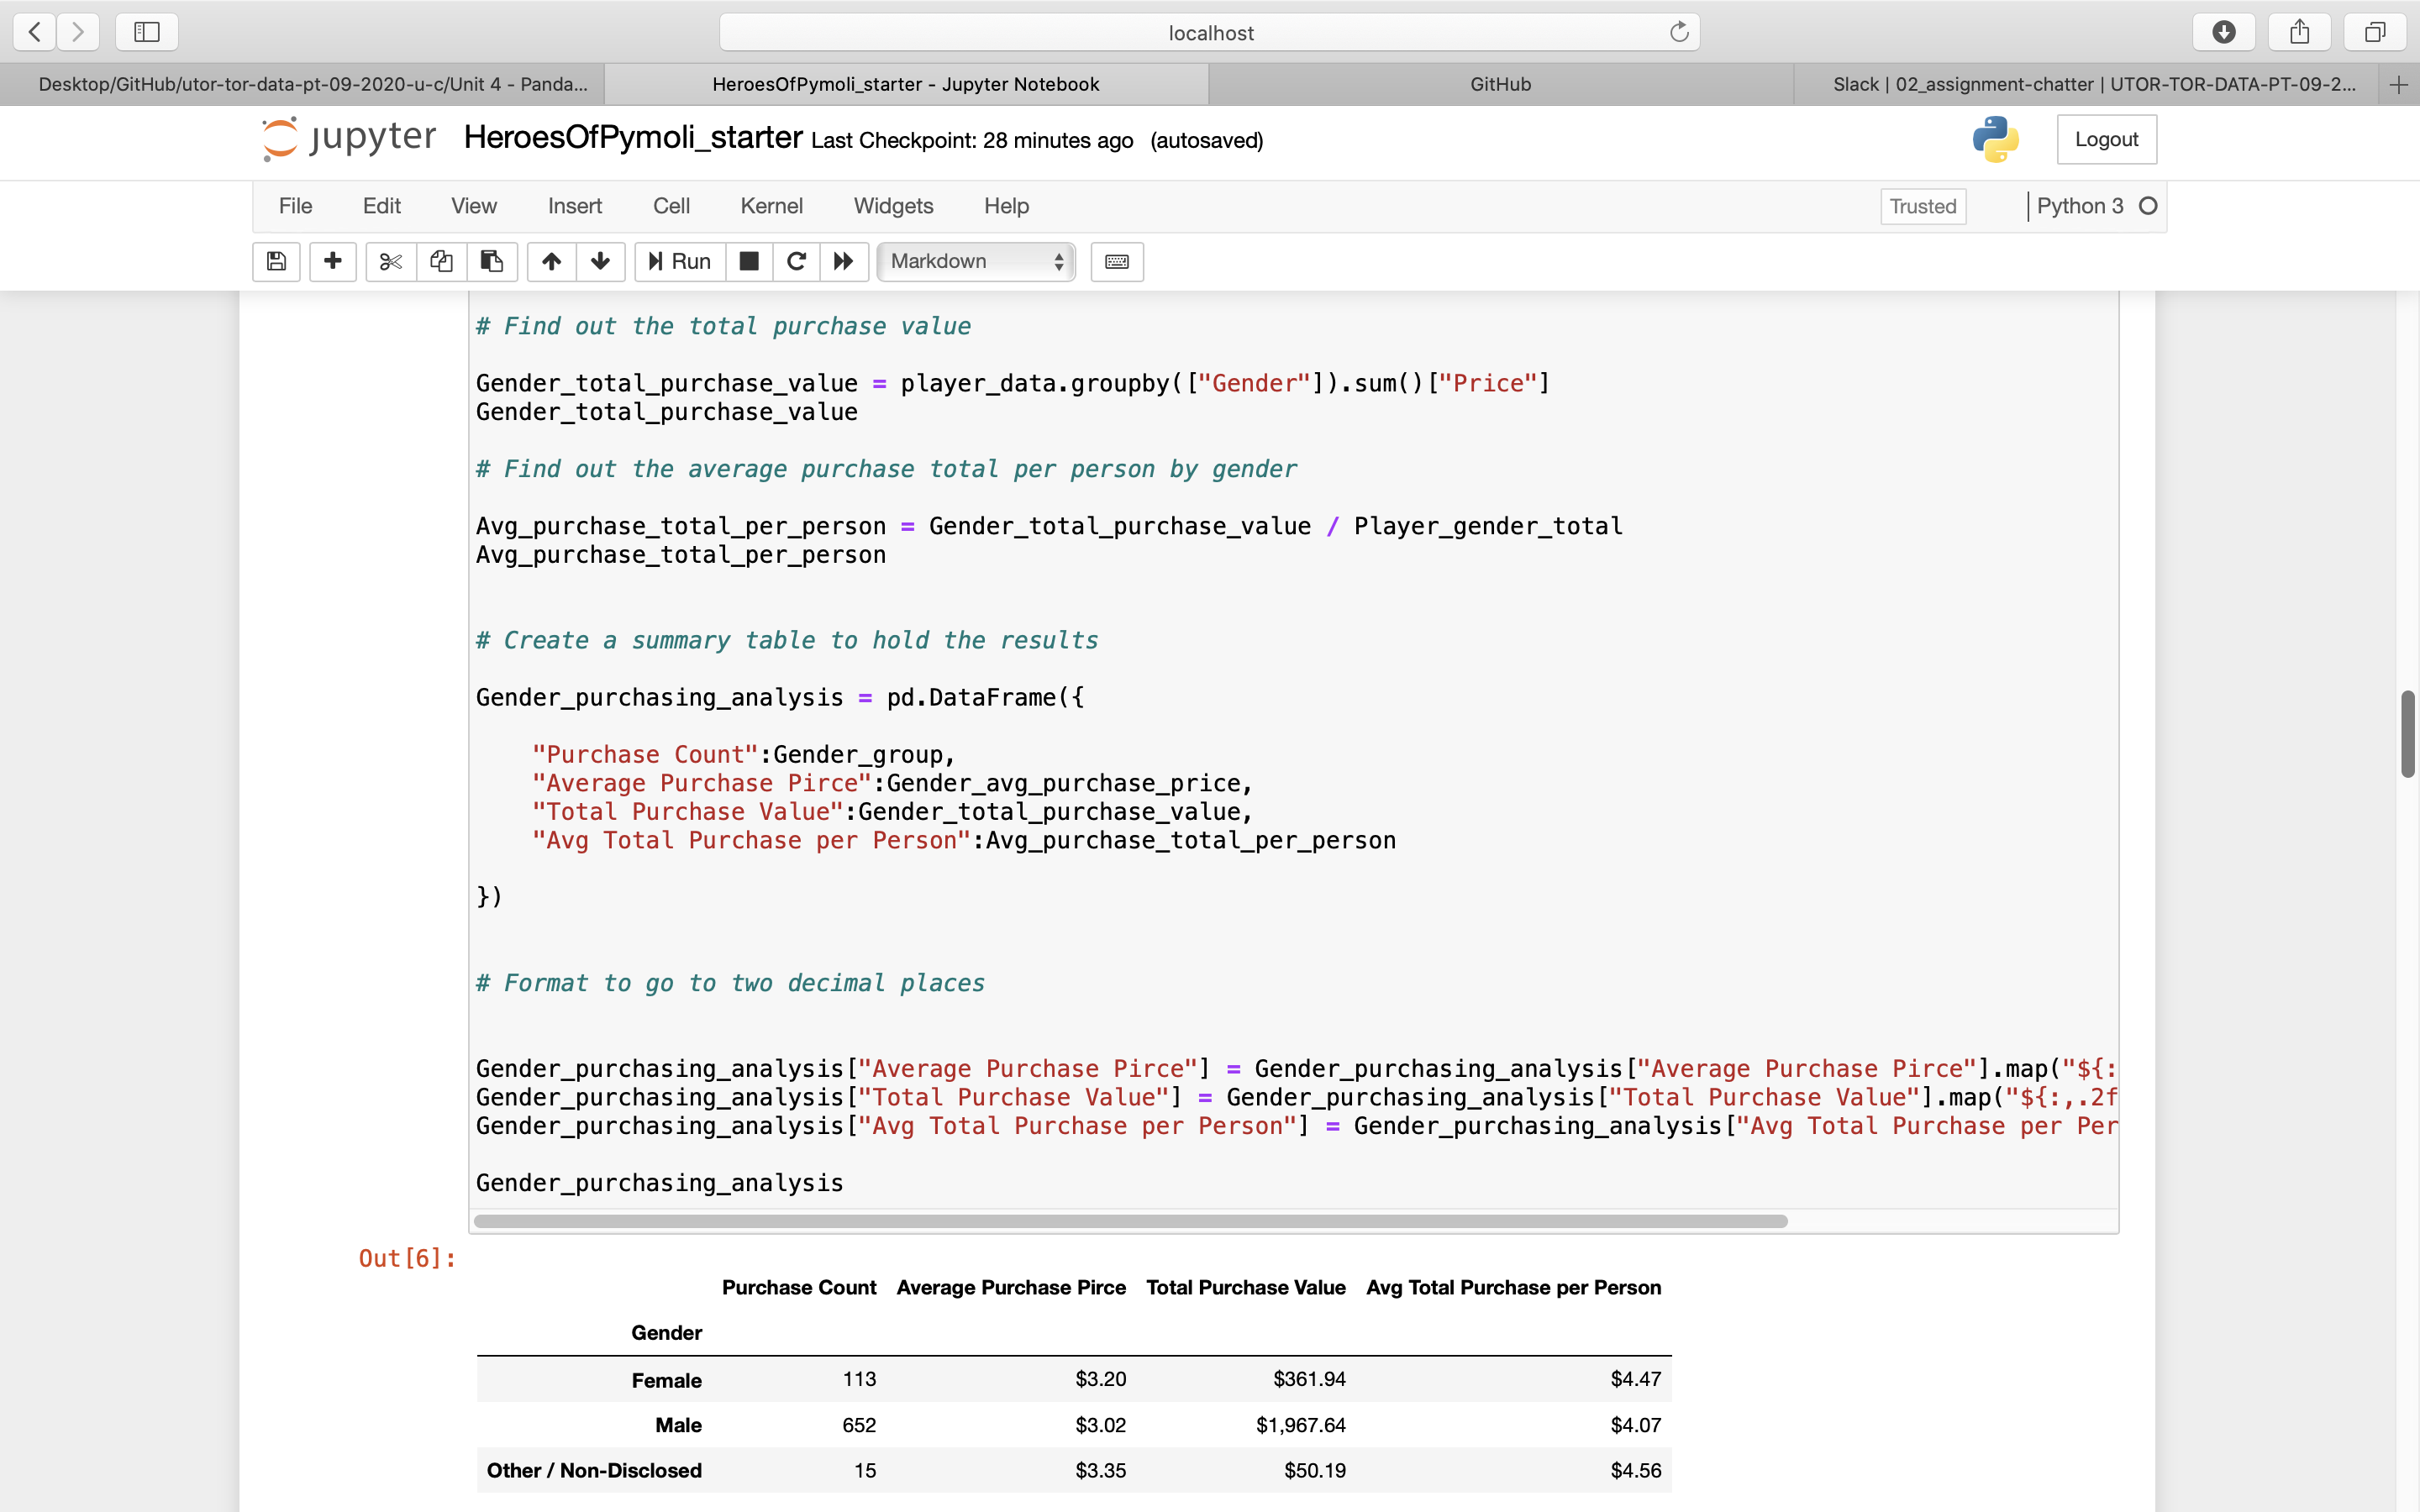 localhost
Desktop/GitHub/utor-tor-data-pt-09-2020-u-c/Unit 4 - Panda...
HeroesOfPymoli_starter - Jupyter Notebook
GitHub
Slack | 02_assignment-chatter | UTOR-TOR-DATA-PT-09-2...
jupyter HeroesOfPymoli_starter Last Checkpoint: 28 minutes ago (autosaved)
Logout
File Edit View Insert Cell Kernel Widgets Help
Trusted
Python 3
Run
Markdown
# Find out the total purchase value
Gender_total_purchase_value = player_data.groupby(["Gender"]).sum()["Price"]
Gender_total_purchase_value
# Find out the average purchase total per person by gender
Avg_purchase_total_per_person = Gender_total_purchase_value / Player_gender_total
Avg_purchase_total_per_person
# Create a summary table to hold the results
Gender_purchasing_analysis = pd.DataFrame({
"Purchase Count":Gender_group,
"Average Purchase Pirce":Gender_avg_purchase_price,
"Total Purchase Value":Gender_total_purchase_value,
"Avg Total Purchase per Person":Avg_purchase_total_per_person
})
# Format to go to two decimal places
Gender_purchasing_analysis["Average Purchase Pirce"] = Gender_purchasing_analysis["Average Purchase Pirce"].map("${:
Gender_purchasing_analysis["Total Purchase Value"] = Gender_purchasing_analysis["Total Purchase Value"].map("${:,.2f
Gender_purchasing_analysis["Avg Total Purchase per Person"] = Gender_purchasing_analysis["Avg Total Purchase per Per
Gender_purchasing_analysis
Out[6]:
Purchase Count Average Purchase Pirce Total Purchase Value Avg Total Purchase per Person
Gender
Female 113 $3.20 $361.94 $4.47
Male 652 $3.02 $1,967.64 $4.07
Other / Non-Disclosed 15 $3.35 $50.19 $4.56